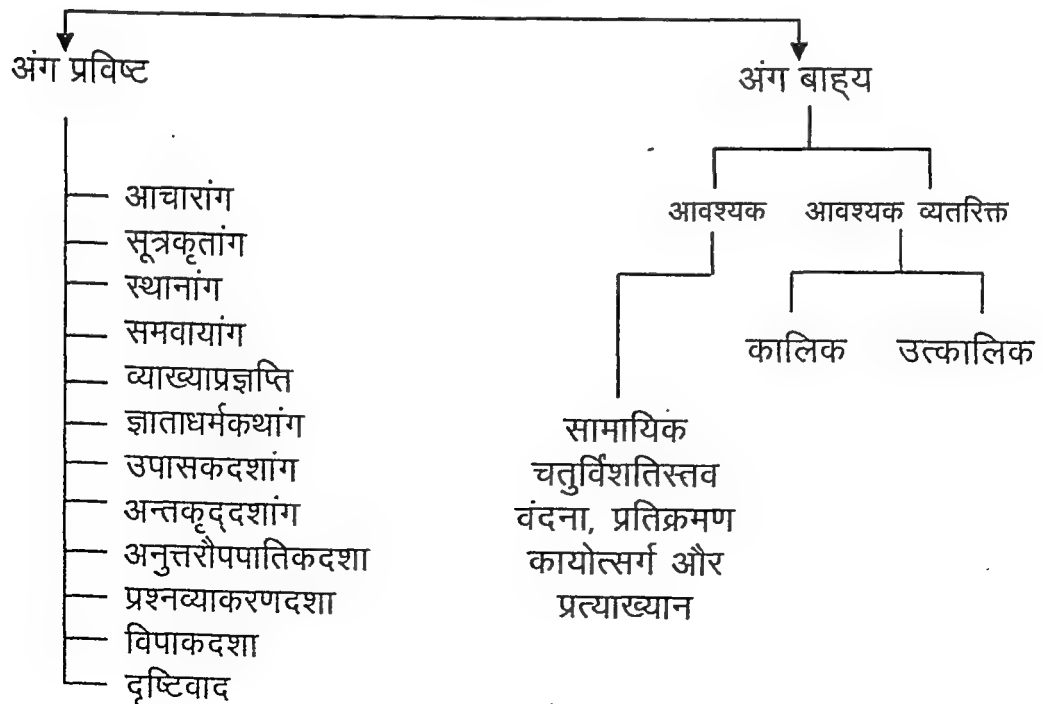 अंग प्रविष्ट
आचारांग
सूत्रकृतांग
स्थानांग
समवायांग
व्याख्याप्रज्ञप्ति
ज्ञाताधर्मकथांग
उपासकदशांग
अन्तकृद्‌दशांग
अनुत्तरौपपातिकदशा
प्रश्नव्याकरणदशा
विपाकदशा
दृष्टिवाद
अंग बाह्‌य
आवश्यक
आवश्यक व्यतरिक्त
सामायिक
चतुर्विशतिस्तव
वंदना, प्रतिक्रमण
कायोत्सर्ग और
प्रत्याख्यान
कालिक
उत्कालिक